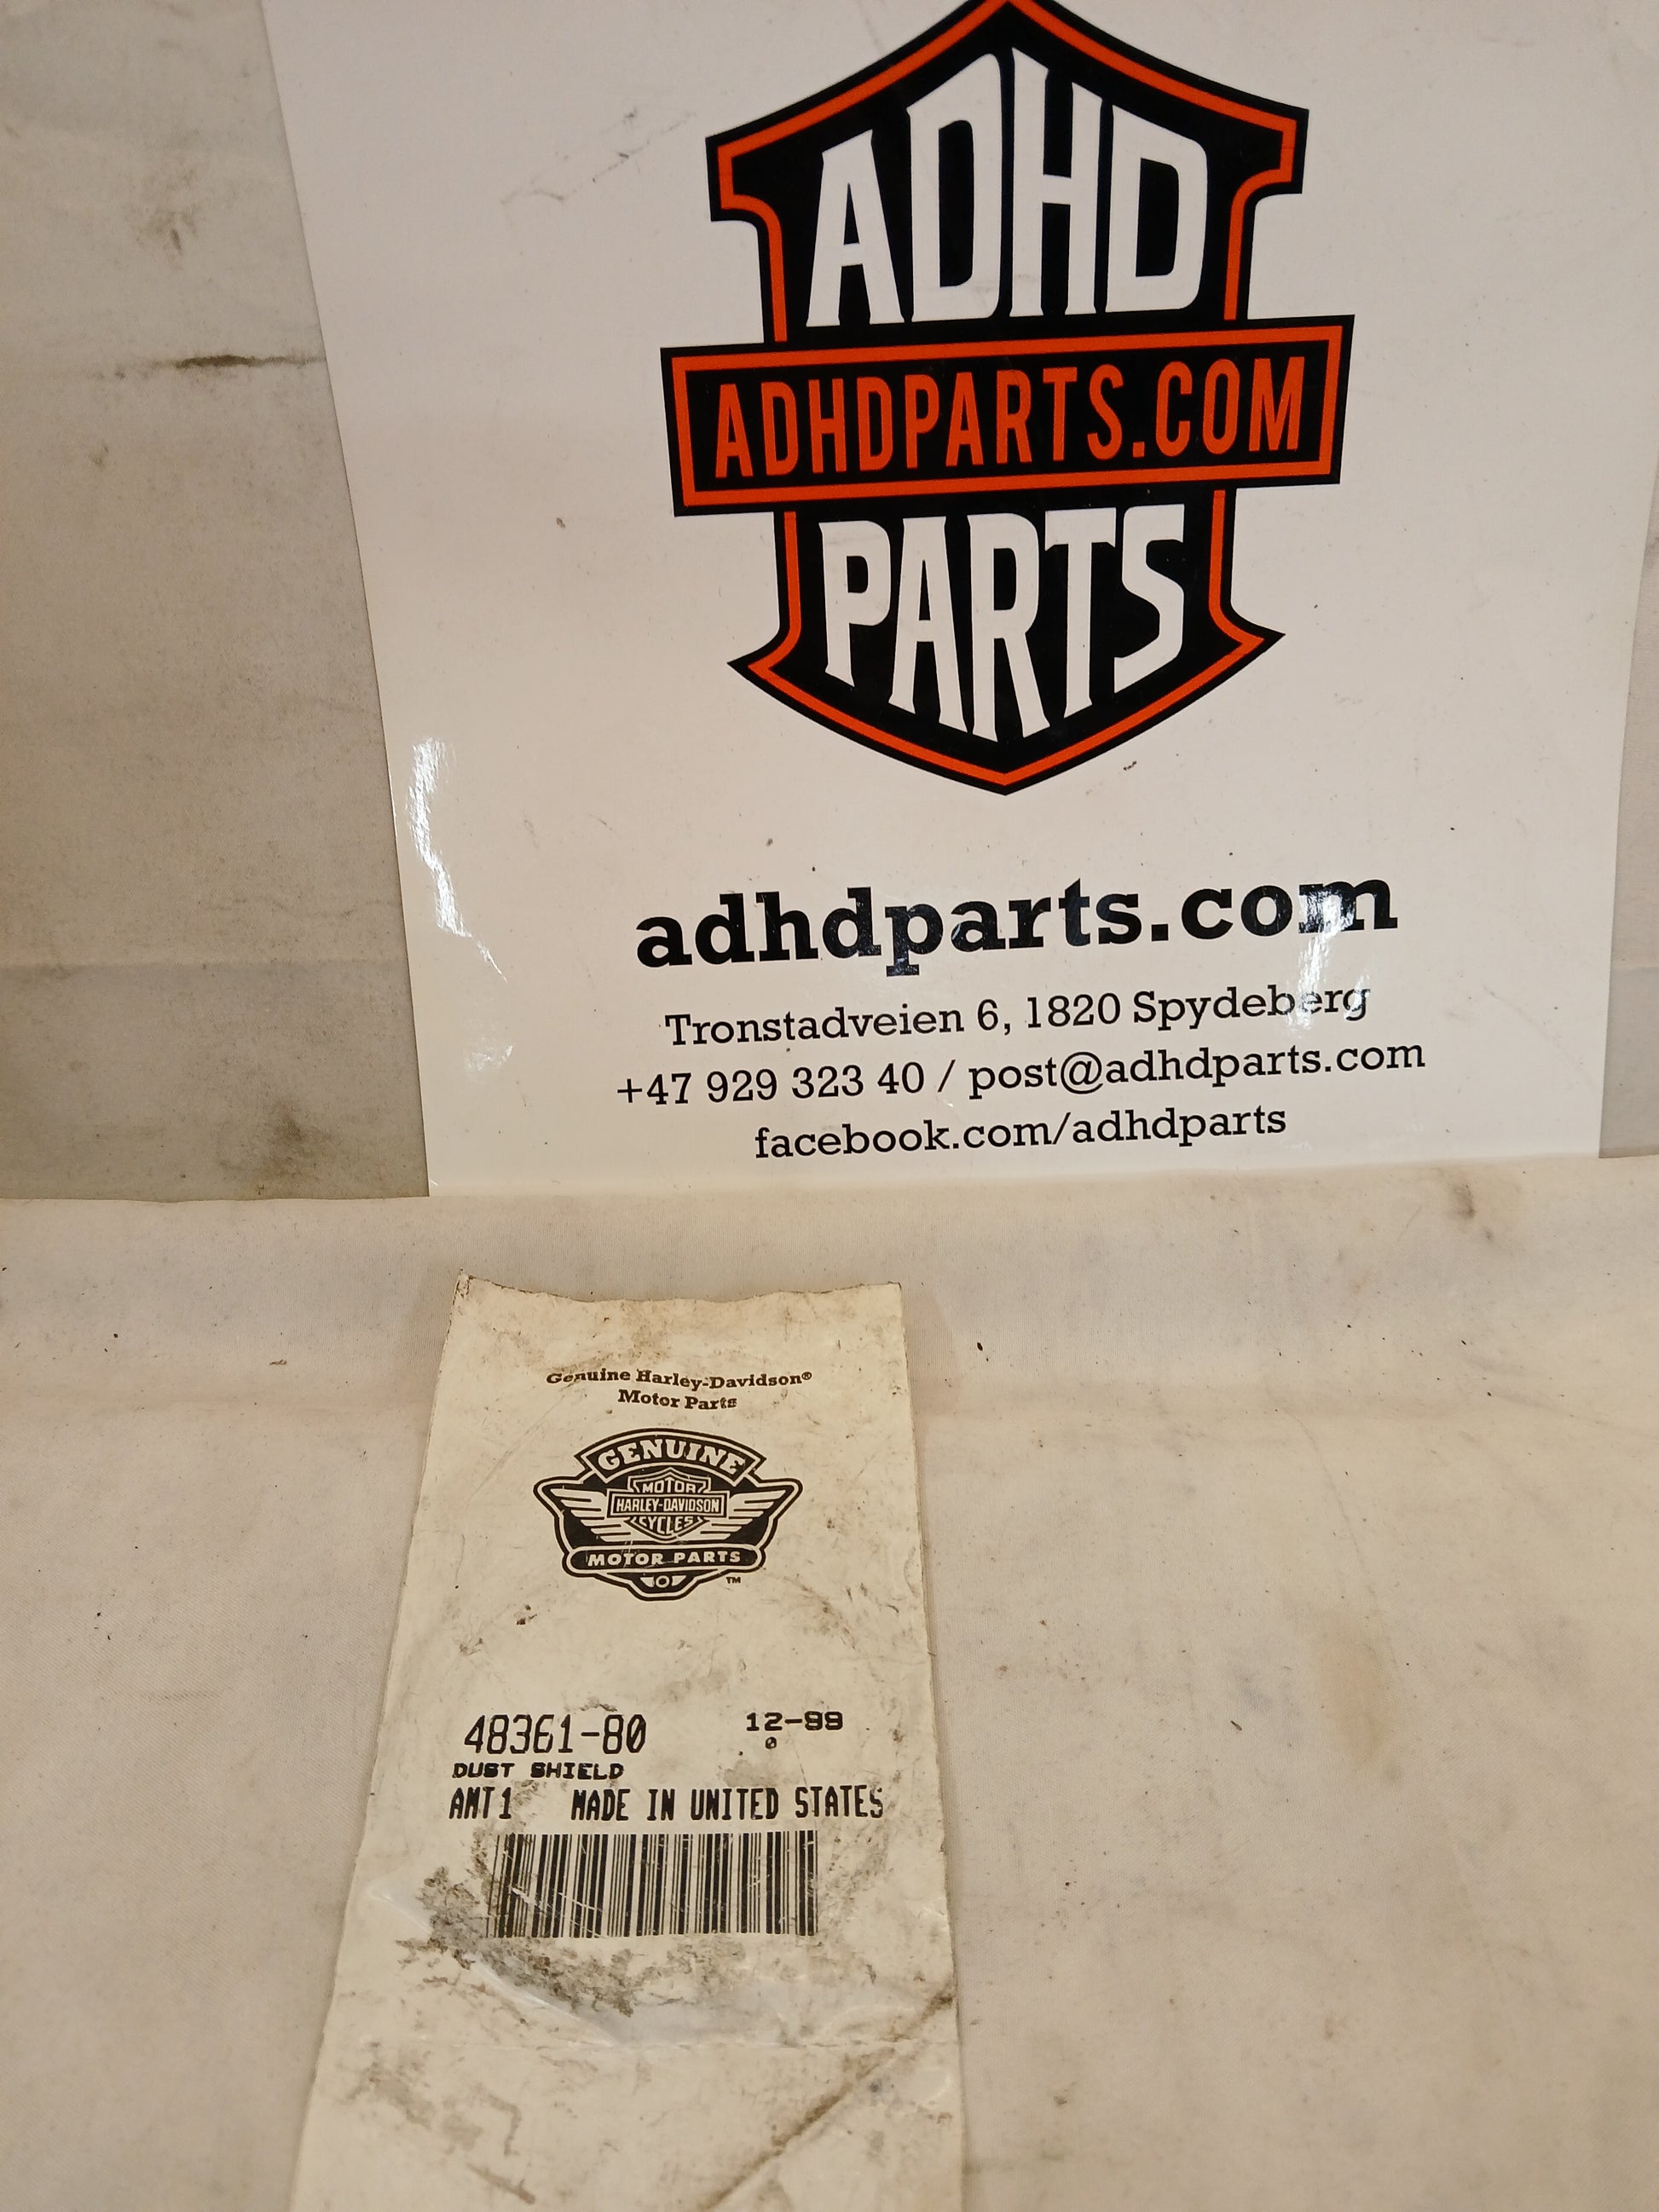 ADHD
ADHDPARTS.COM
PARTS
adhdparts.com
Tronstadveien 6, 1820 Spydeberg
+47 929 323 40 / post@adhdparts.com
facebook.com/adhdparts
Genuine Harley-Davidson®
Motor Parts
GENUINE
MOTOR
HARLEY-DAVIDSON
CYCLES
MOTOR PARTS
TM
48361-80 12-99
0
DUST SHIELD
AMT1 MADE IN UNITED STATES